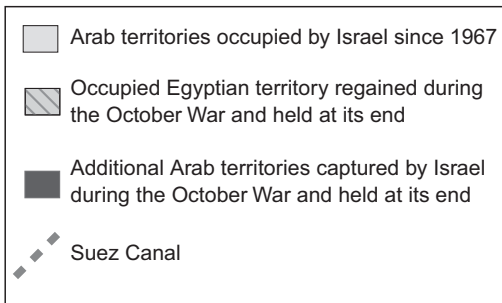 Arab territories occupied by Israel since 1967
Occupied Egyptian territory regained during
the October War and held at its end
Additional Arab territories captured by Israel
during the October War and held at its end
Suez Canal